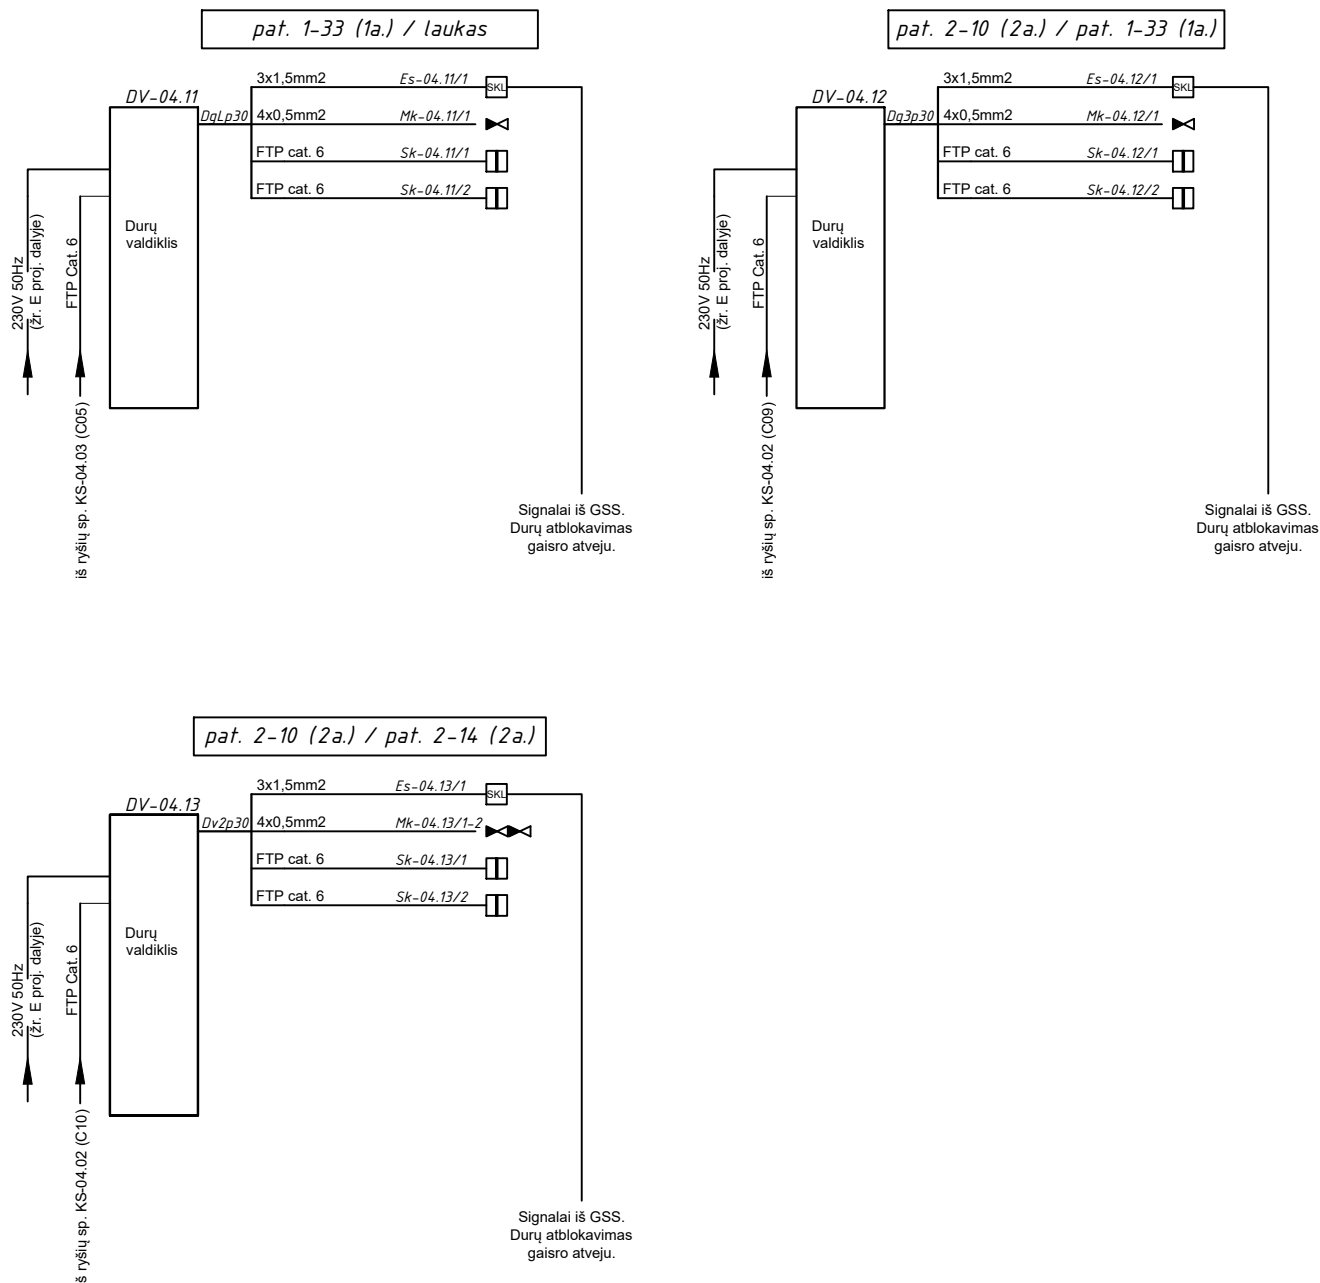 pat. 1-33 (1a.) / laukas
DV-04.11
DgLp30
3x1,5mm2
Es-04.11/1
SKL
4x0,5mm2
Mk-04.11/1
FTP cat. 6
Sk-04.11/1
FTP cat. 6
Sk-04.11/2
Durų
valdiklis
230V 50Hz
(žr. E proj. dalyje)
FTP Cat. 6
iš ryšių sp. KS-04.03 (C05)
Signalai iš GSS.
Durų atblokavimas
gaisro atveju.
pat. 2-10 (2a.) / pat. 1-33 (1a.)
DV-04.12
Dg3p30
3x1,5mm2
Es-04.12/1
SKL
4x0,5mm2
Mk-04.12/1
FTP cat. 6
Sk-04.12/1
FTP cat. 6
Sk-04.12/2
Durų
valdiklis
230V 50Hz
(žr. E proj. dalyje)
FTP Cat. 6
iš ryšių sp. KS-04.02 (C09)
Signalai iš GSS.
Durų atblokavimas
gaisro atveju.
pat. 2-10 (2a.) / pat. 2-14 (2a.)
DV-04.13
Dv2p30
3x1,5mm2
Es-04.13/1
SKL
4x0,5mm2
Mk-04.13/1-2
FTP cat. 6
Sk-04.13/1
FTP cat. 6
Sk-04.13/2
Durų
valdiklis
230V 50Hz
(žr. E proj. dalyje)
FTP Cat. 6
š ryšių sp. KS-04.02 (C10)
Signalai iš GSS.
Durų atblokavimas
gaisro atveju.